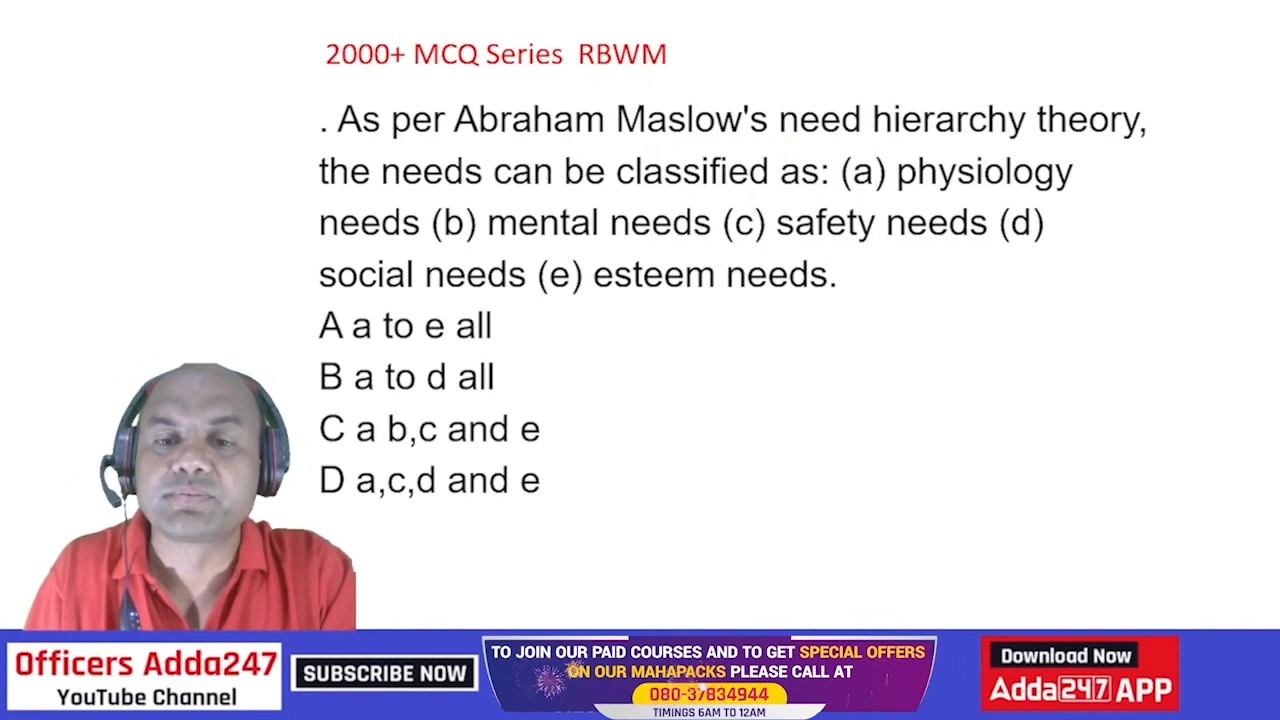 2000+ MCQ Series RBWM
. As per Abraham Maslow's need hierarchy theory,
the needs can be classified as: (a) physiology
needs (b) mental needs (c) safety needs (d)
social needs (e) esteem needs.
A a to e all
B a to d all
C a b,c and e
D a,c,d and e
Officers Adda247
YouTube Channel
SUBSCRIBE NOW
TO JOIN OUR PAID COURSES AND TO GET SPECIAL OFFERS
ON OUR MAHAPACKS PLEASE CALL AT
080-37834944
TIMINGS 6AM TO 12AM
Download Now
Adda247 APP